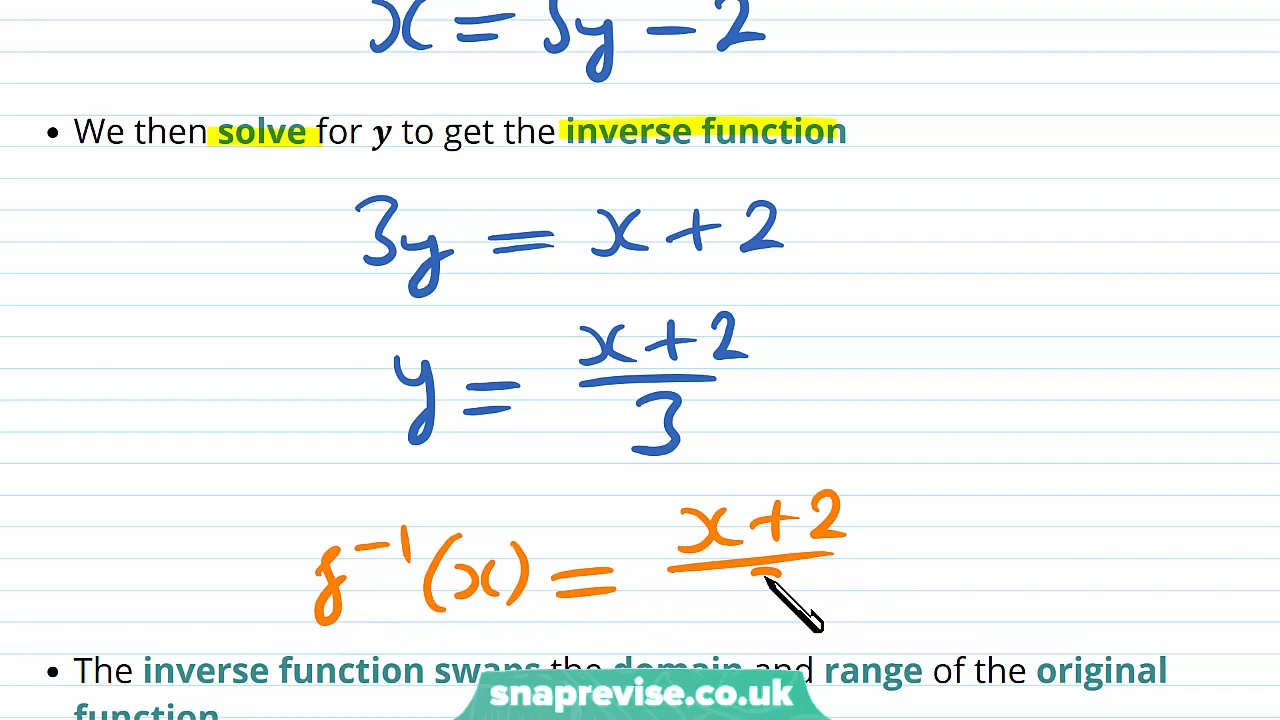 x = 3y − 2
• We then solve for y to get the inverse function
3y = x + 2
y = x + 2
3
f⁻¹(x) = x + 2
• The inverse function swaps the domain and range of the original
function
snaprevise.co.uk